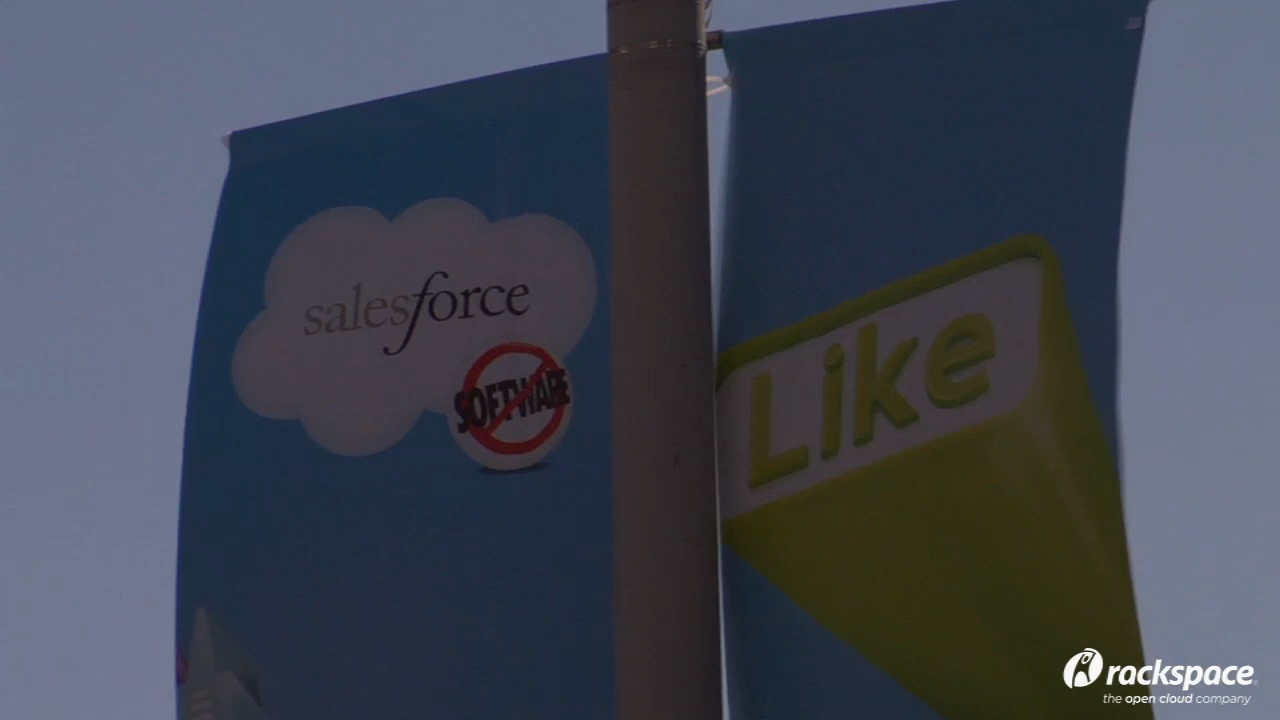 salesforce
SOFTWARE
Like
rackspace
the open cloud company